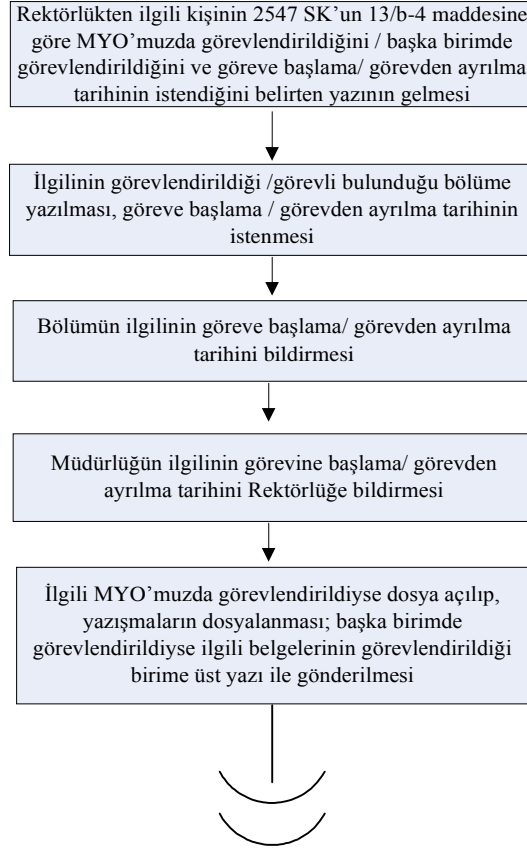 Rektörlükten ilgili kişinin 2547 SK’un 13/b-4 maddesine
göre MYO’muzda görevlendirildiğini / başka birimde
görevlendirildiğini ve göreve başlama/ görevden ayrılma
tarihinin istendiğini belirten yazının gelmesi
İlgilinin görevlendirildiği /görevli bulunduğu bölüme
yazılması, göreve başlama / görevden ayrılma tarihinin
istenmesi
Bölümün ilgilinin göreve başlama/ görevden ayrılma
tarihini bildirmesi
Müdürlüğün ilgilinin görevine başlama/ görevden
ayrılma tarihini Rektörlüğe bildirmesi
İlgili MYO’muzda görevlendirildiyse dosya açılıp,
yazışmaların dosyalanması; başka birimde
görevlendirildiyse ilgili belgelerinin görevlendirildiği
birime üst yazı ile gönderilmesi